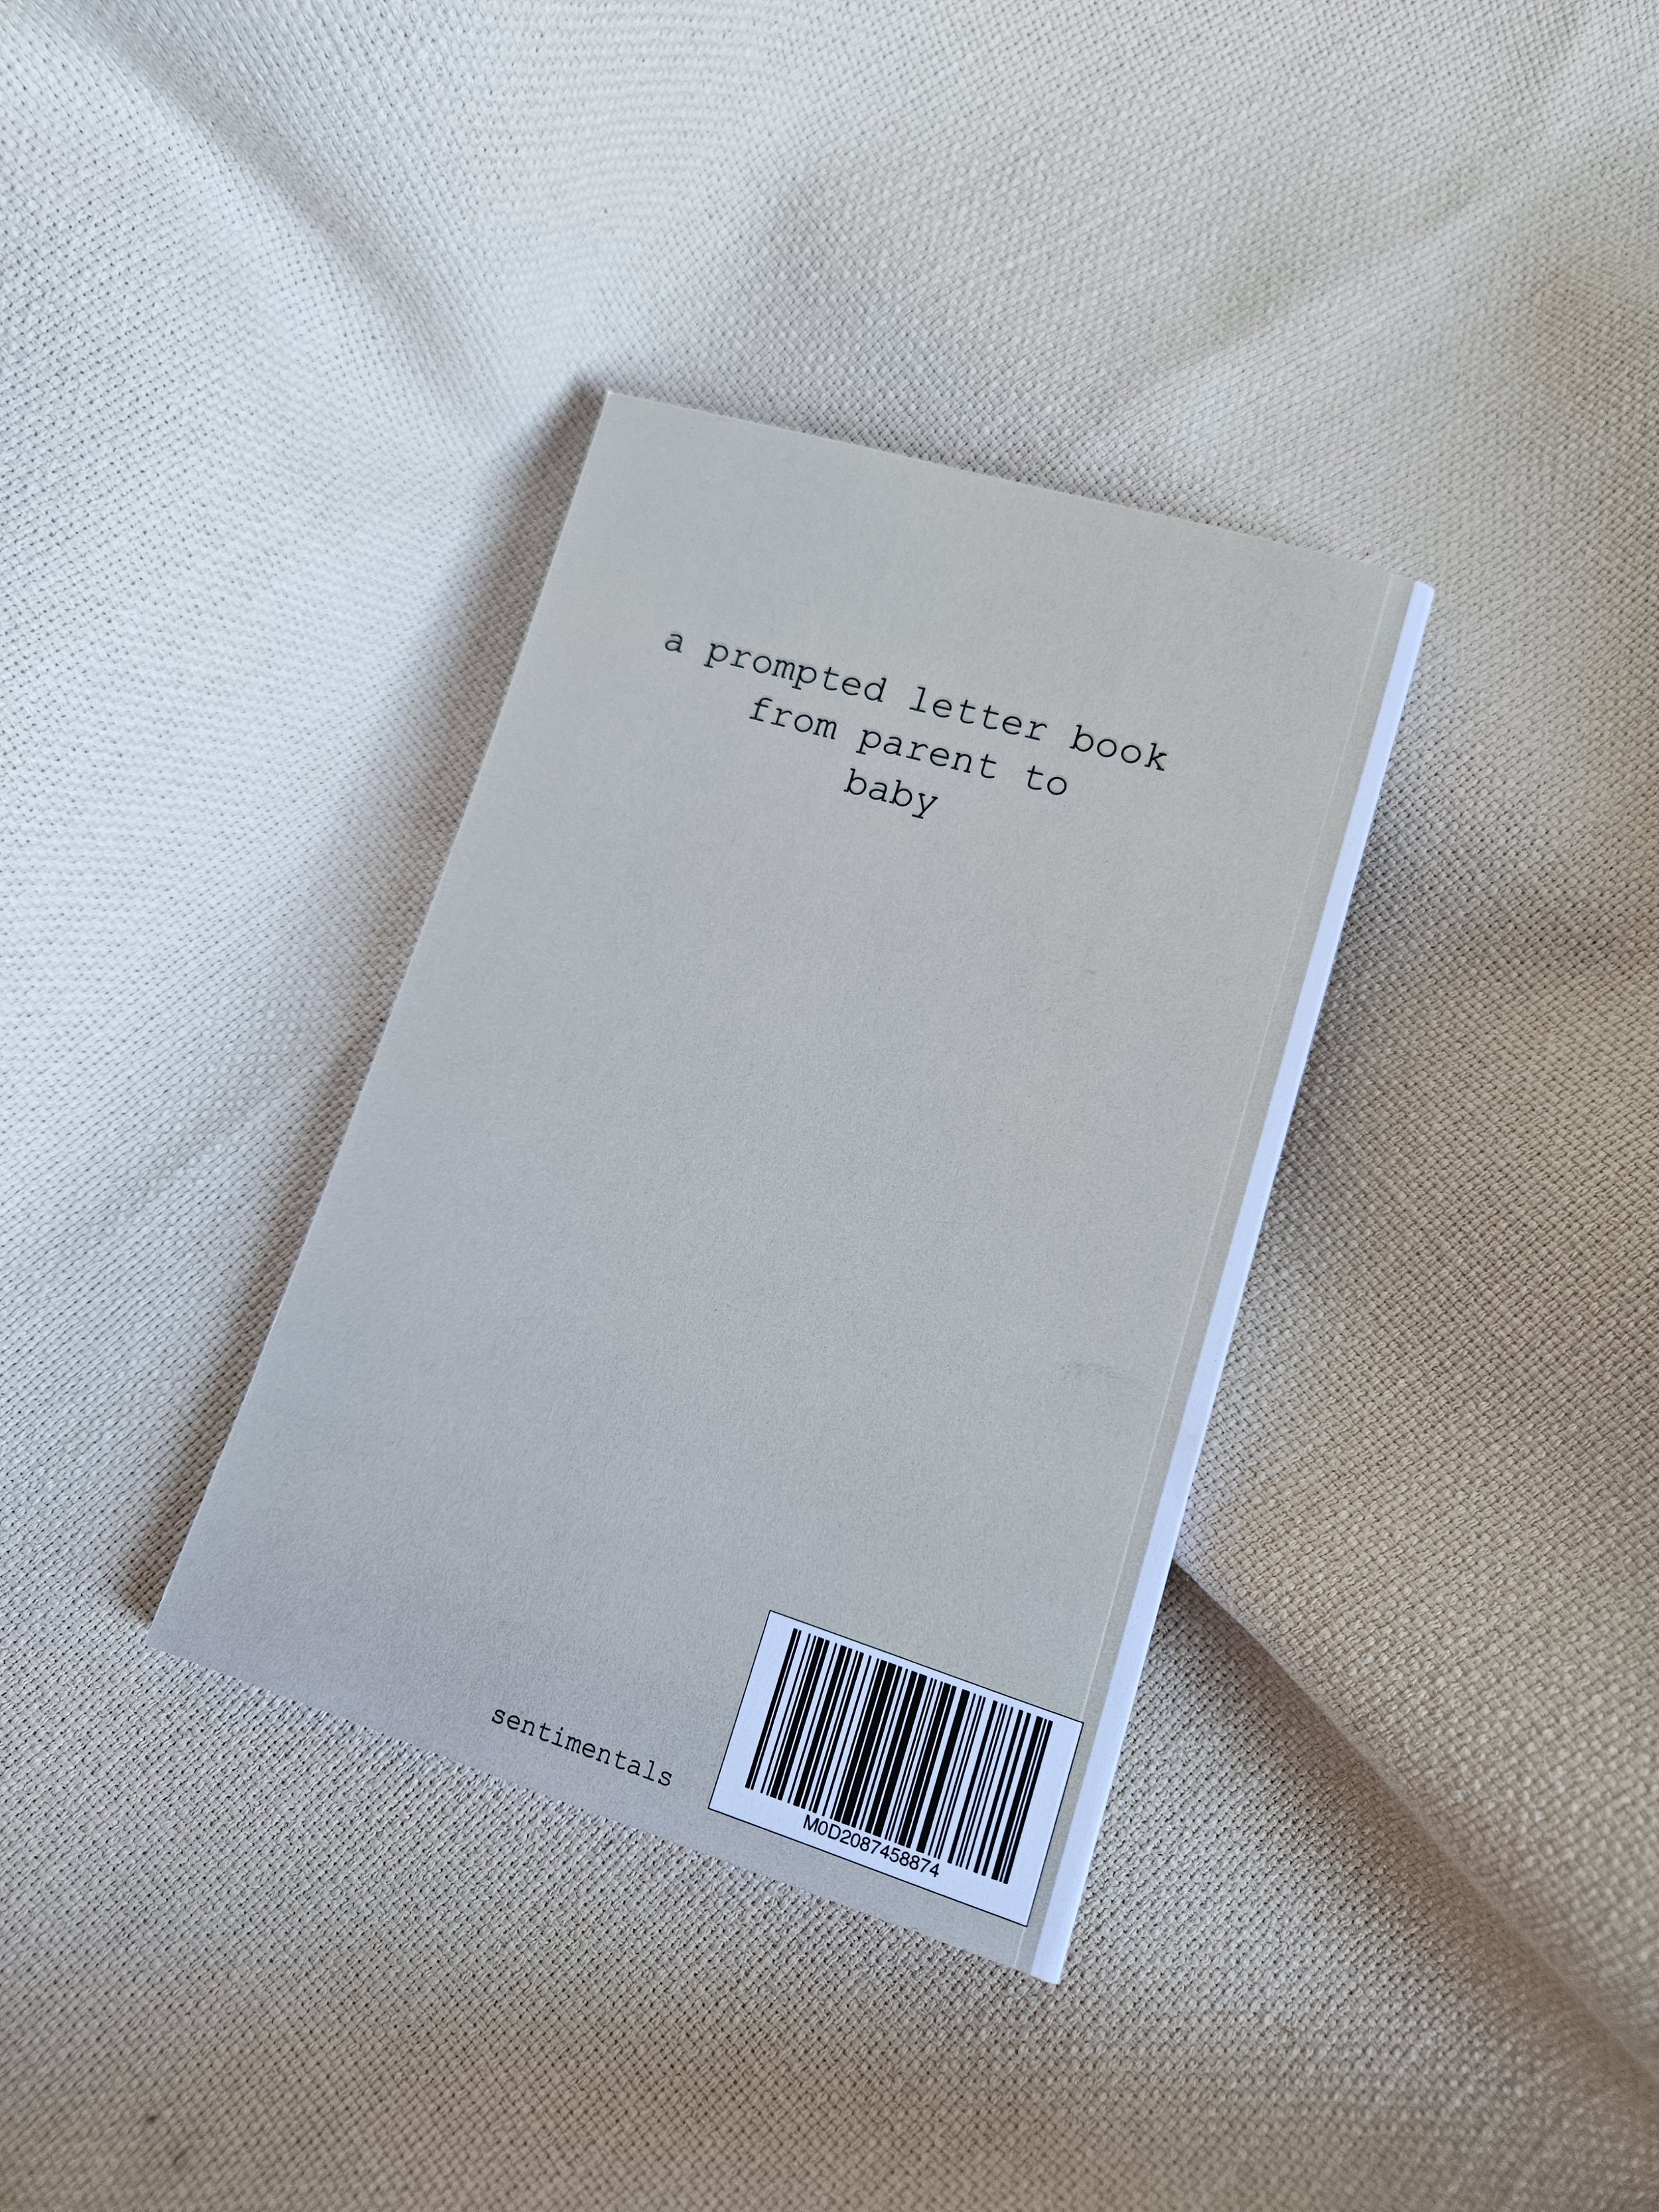 a prompted letter book
from parent to
baby
sentimentals
M0D2087458874